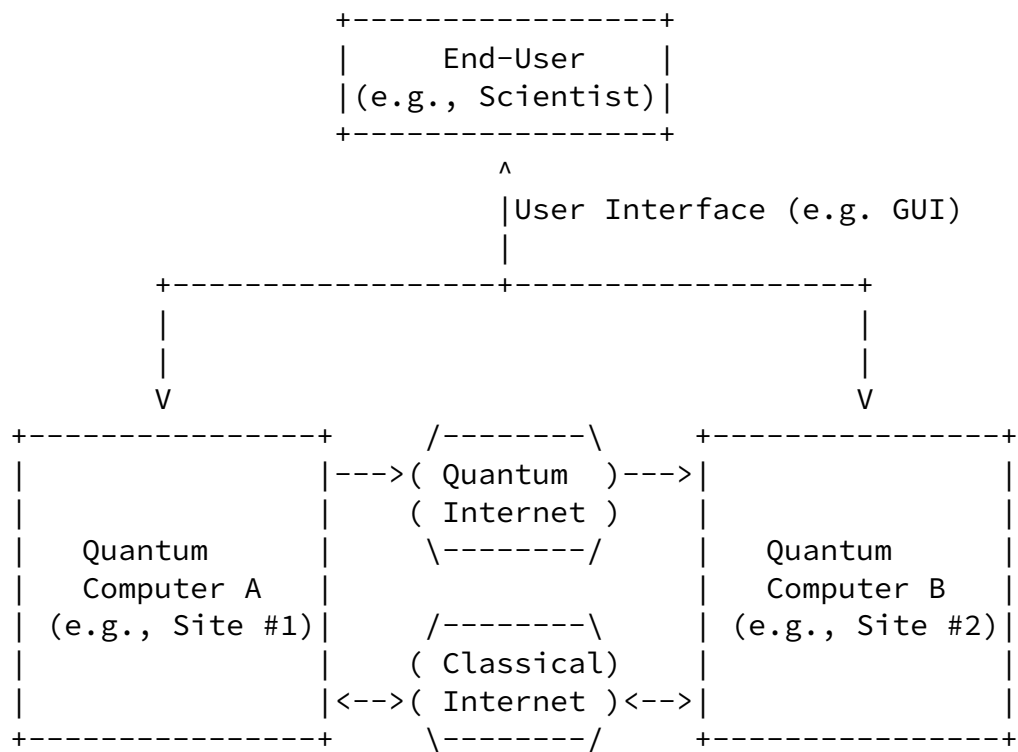 End-User
(e.g., Scientist)
User Interface (e.g. GUI)
Quantum
Internet
Quantum
Computer A
(e.g., Site #1)
Quantum
Computer B
(e.g., Site #2)
Classical
Internet